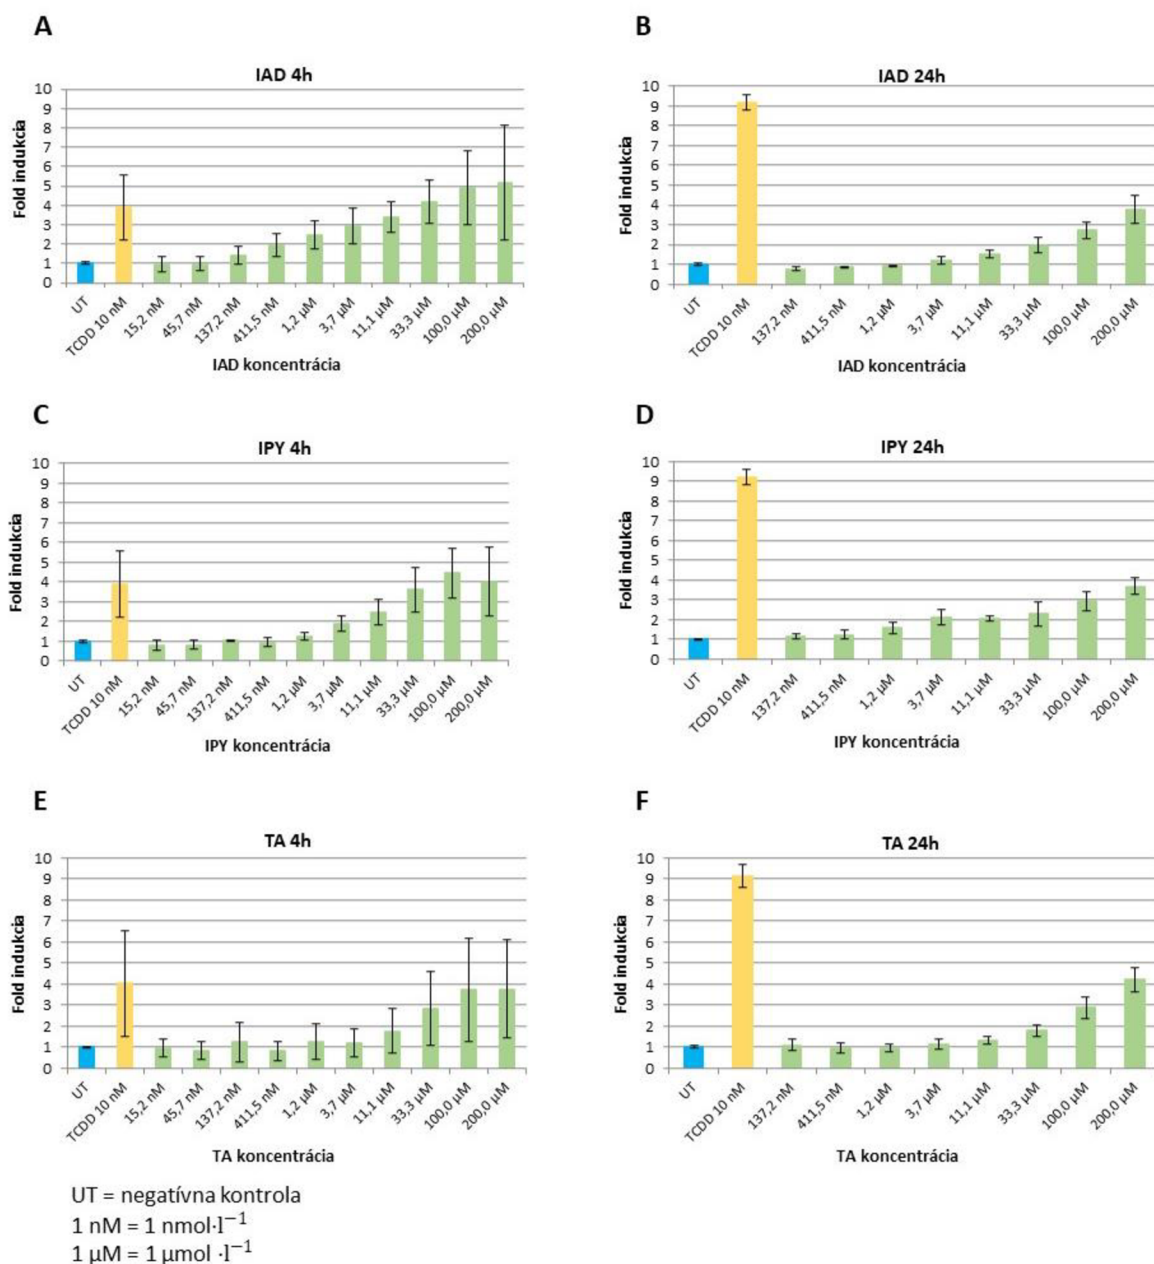 A
IAD 4h
Fold indukcia
10
9
8
7
6
5
4
3
2
1
0
UT
TCDD 10 nM
15,2 nM
45,7 nM
137,2 nM
411,5 nM
1,2 µM
3,7 µM
11,1 µM
33,3 µM
100,0 µM
200,0 µM
IAD koncentrácia
B
IAD 24h
Fold indukcia
10
9
8
7
6
5
4
3
2
1
0
UT
TCDD 10 nM
137,2 nM
411,5 nM
1,2 µM
3,7 µM
11,1 µM
33,3 µM
100,0 µM
200,0 µM
IAD koncentrácia
C
IPY 4h
Fold indukcia
10
9
8
7
6
5
4
3
2
1
0
UT
TCDD 10 nM
15,2 nM
45,7 nM
137,2 nM
411,5 nM
1,2 µM
3,7 µM
11,1 µM
33,3 µM
100,0 µM
200,0 µM
IPY koncentrácia
D
IPY 24h
Fold indukcia
10
9
8
7
6
5
4
3
2
1
0
UT
TCDD 10 nM
137,2 nM
411,5 nM
1,2 µM
3,7 µM
11,1 µM
33,3 µM
100,0 µM
200,0 µM
IPY koncentrácia
E
TA 4h
Fold indukcia
10
9
8
7
6
5
4
3
2
1
0
UT
TCDD 10 nM
15,2 nM
45,7 nM
137,2 nM
411,5 nM
1,2 µM
3,7 µM
11,1 µM
33,3 µM
100,0 µM
200,0 µM
TA koncentrácia
F
TA 24h
Fold indukcia
10
9
8
7
6
5
4
3
2
1
0
UT
TCDD 10 nM
137,2 nM
411,5 nM
1,2 µM
3,7 µM
11,1 µM
33,3 µM
100,0 µM
200,0 µM
TA koncentrácia
UT = negatívna kontrola
1 nM = 1 nmol·l⁻¹
1 µM = 1 µmol ·l⁻¹